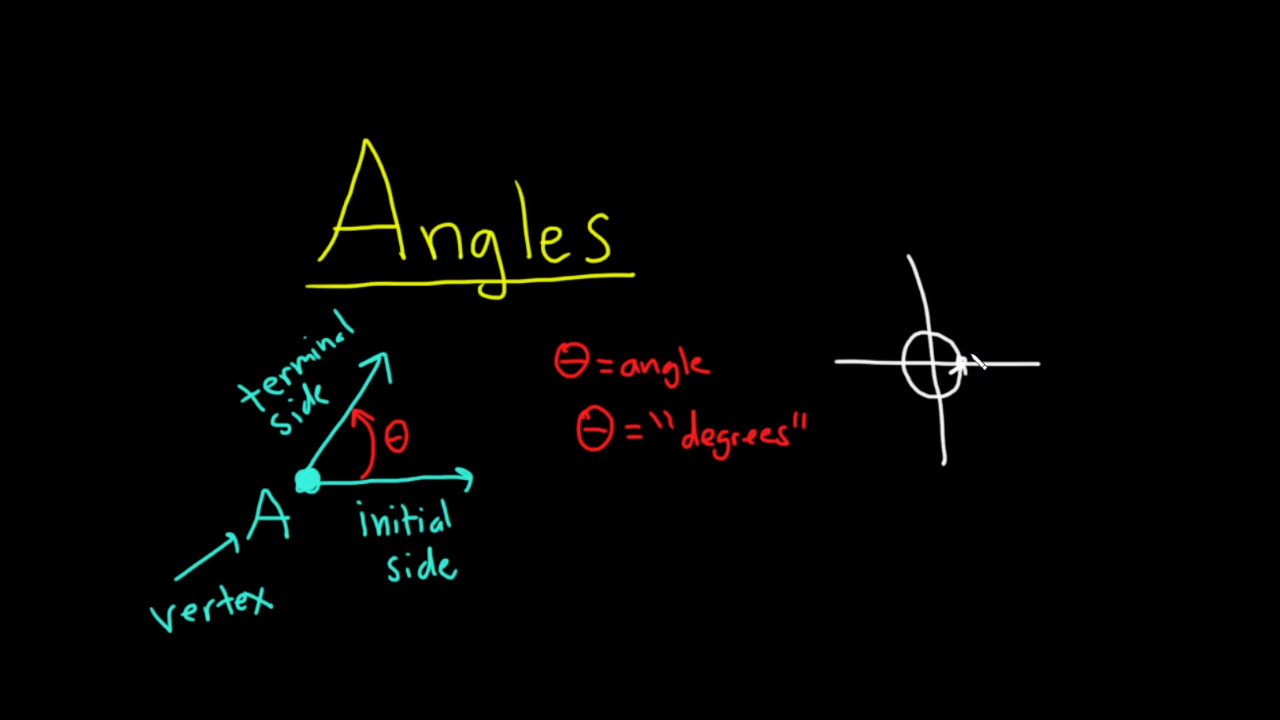 Angles
terminal
side
θ
A
initial
side
vertex
θ = angle
θ = "degrees"